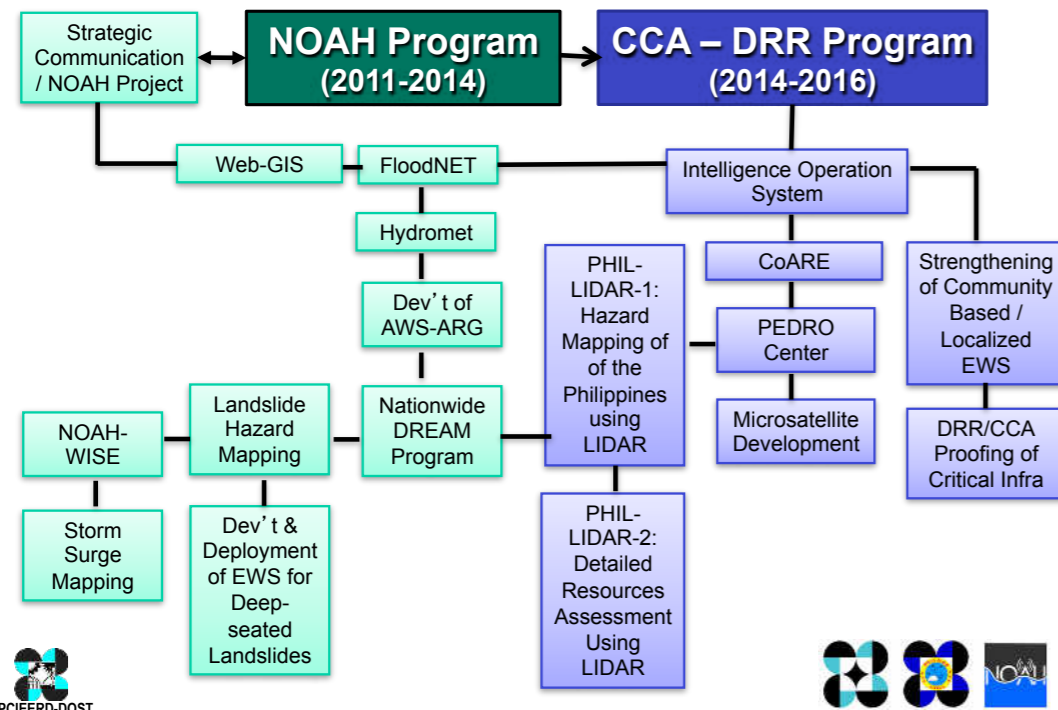 Strategic
Communication
/ NOAH Project
NOAH Program
(2011-2014)
CCA – DRR Program
(2014-2016)
Web-GIS
FloodNET
Intelligence Operation
System
Hydromet
CoARE
Strengthening
of Community
Based /
Localized
EWS
PHIL-
LIDAR-1:
Hazard
Mapping of
of the
Philippines
using
LIDAR
Dev't of
AWS-ARG
PEDRO
Center
NOAH-
WISE
Landslide
Hazard
Mapping
Nationwide
DREAM
Program
Microsatellite
Development
DRR/CCA
Proofing of
Critical Infra
Storm
Surge
Mapping
Dev't &
Deployment
of EWS for
Deep-
seated
Landslides
PHIL-
LIDAR-2:
Detailed
Resources
Assessment
Using
LIDAR
PCIEERD-DOST
NOAH